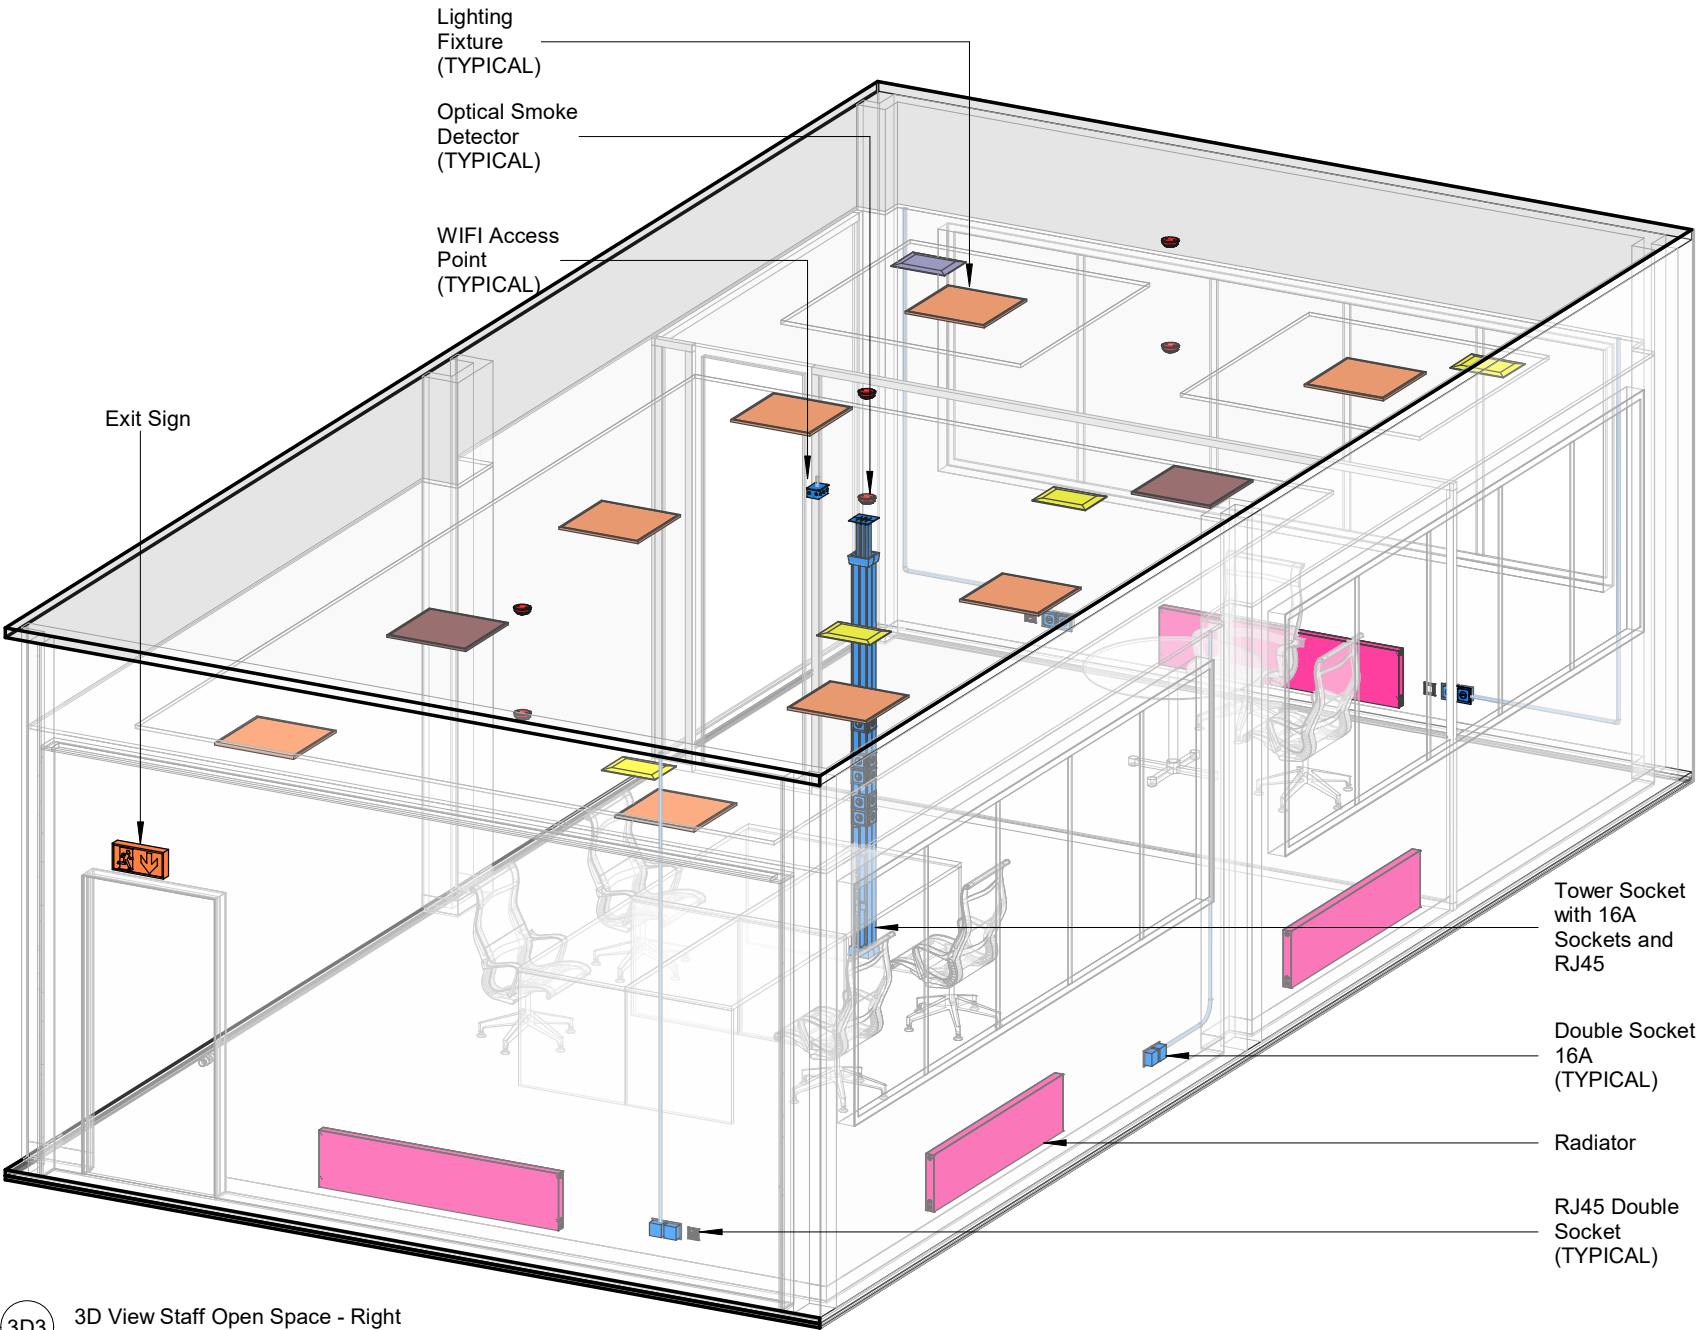 Lighting
Fixture
(TYPICAL)
Optical Smoke
Detector
(TYPICAL)
WIFI Access
Point
(TYPICAL)
Exit Sign
Tower Socket
with 16A
Sockets and
RJ45
Double Socket
16A
(TYPICAL)
Radiator
RJ45 Double
Socket
(TYPICAL)
3D3
3D View Staff Open Space - Right